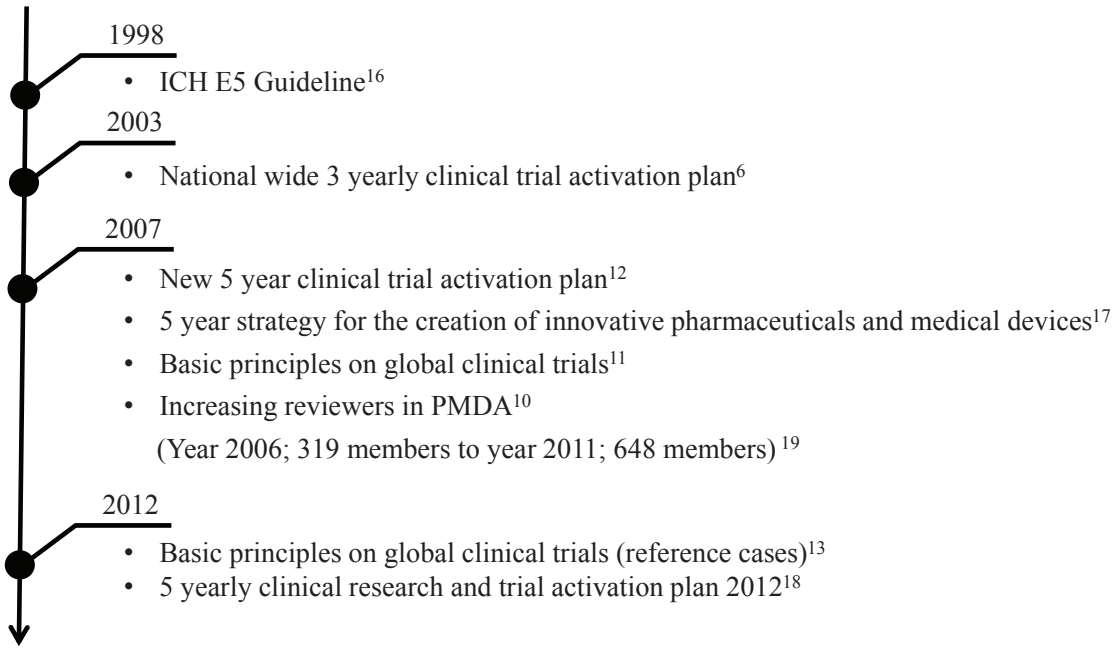 1998
• ICH E5 Guideline¹⁶
2003
• National wide 3 yearly clinical trial activation plan⁶
2007
• New 5 year clinical trial activation plan¹²
• 5 year strategy for the creation of innovative pharmaceuticals and medical devices¹⁷
• Basic principles on global clinical trials¹¹
• Increasing reviewers in PMDA¹⁰
(Year 2006; 319 members to year 2011; 648 members) ¹⁹
2012
• Basic principles on global clinical trials (reference cases)¹³
• 5 yearly clinical research and trial activation plan 2012¹⁸